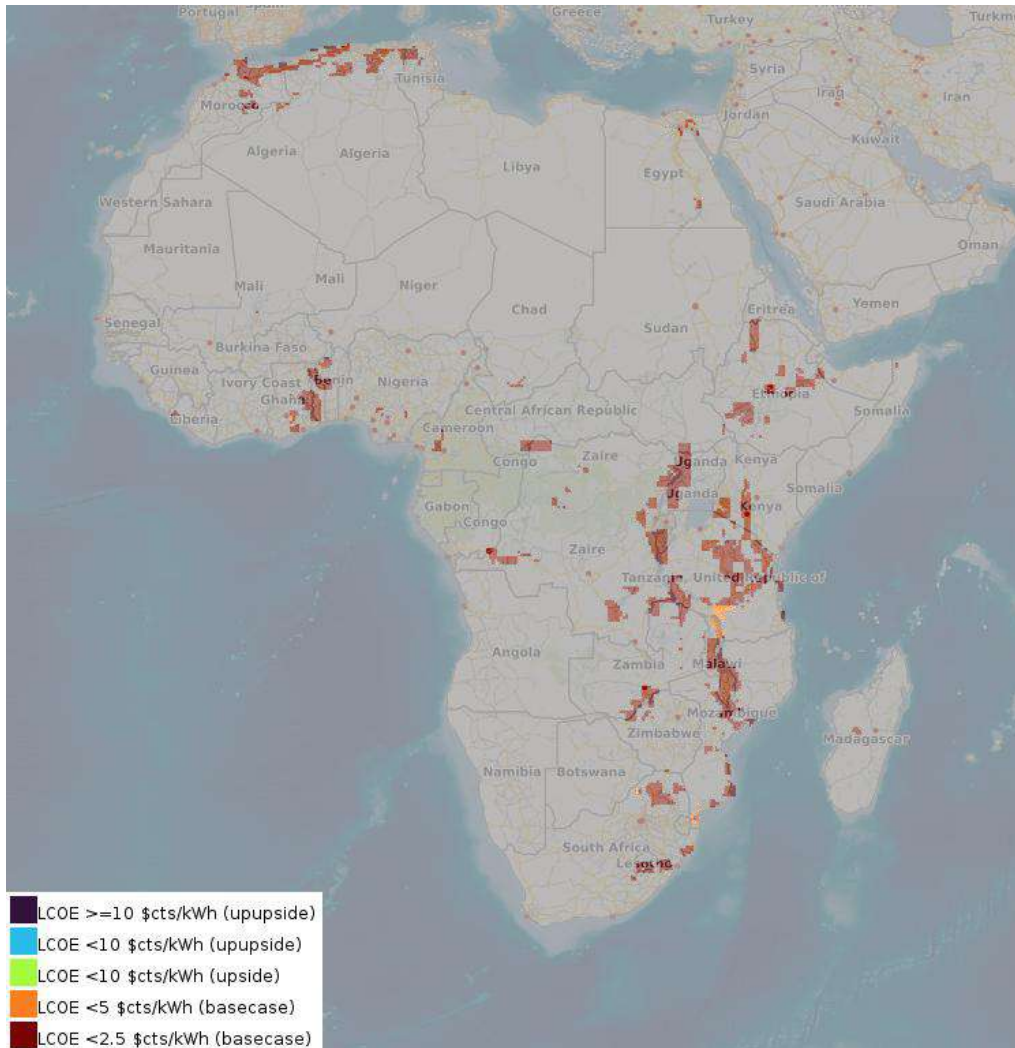 Portugal
Spain
Greece
Turkey
Turkm
Tunisia
Syria
Iraq
Iran
Morocco
Jordan
Kuwait
Algeria
Algeria
Libya
Egypt
Western Sahara
Saudi Arabia
Oman
Mauritania
Mali
Mali
Niger
Chad
Sudan
Eritrea
Yemen
Senegal
Burkina Faso
Guinea
Ivory Coast
Benin
Nigeria
Ghana
Ethiopia
Liberia
Central African Republic
Somalia
Cameroon
Congo
Zaire
Uganda
Kenya
Somalia
Uganda
Gabon
Kenya
Congo
Zaire
Tanzania, United Republic of
Angola
Zambia
Malawi
Mozambique
Zimbabwe
Madagascar
Namibia
Botswana
South Africa
Lesotho
LCOE >=10 $cts/kWh (upupside)
LCOE <10 $cts/kWh (upupside)
LCOE <10 $cts/kWh (upside)
LCOE <5 $cts/kWh (basecase)
LCOE <2.5 $cts/kWh (basecase)